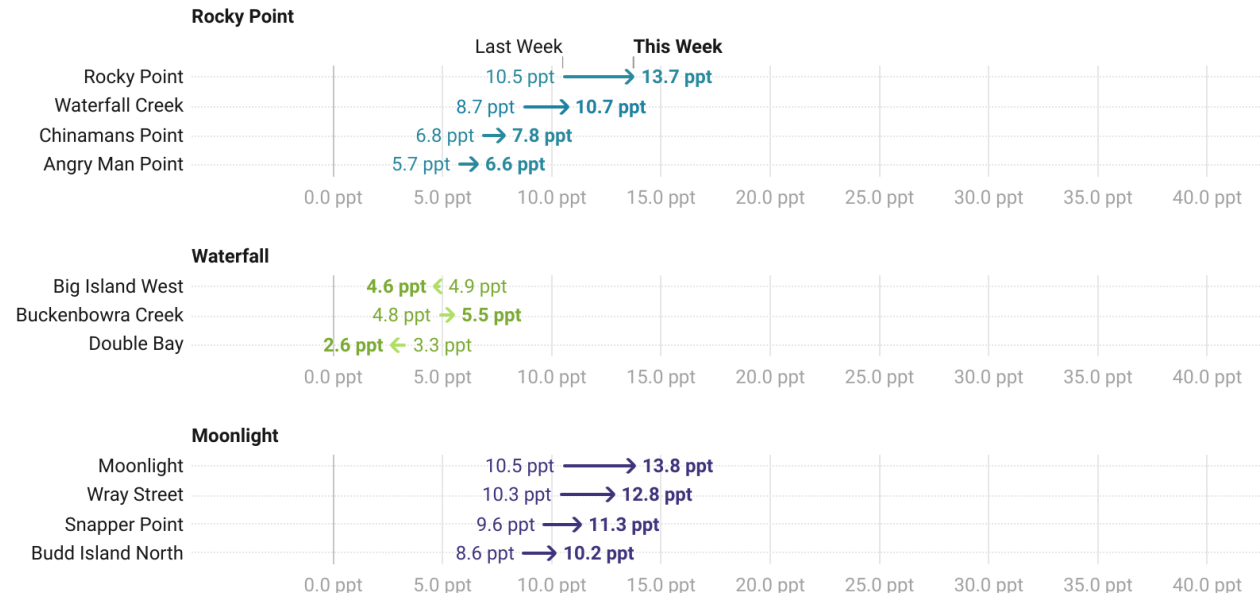 Rocky Point
Last Week This Week
Rocky Point 10.5 ppt 13.7 ppt
Waterfall Creek 8.7 ppt 10.7 ppt
Chinamans Point 6.8 ppt 7.8 ppt
Angry Man Point 5.7 ppt 6.6 ppt
0.0 ppt 5.0 ppt 10.0 ppt 15.0 ppt 20.0 ppt 25.0 ppt 30.0 ppt 35.0 ppt 40.0 ppt
Waterfall
Big Island West 4.6 ppt 4.9 ppt
Buckenbowra Creek 4.8 ppt 5.5 ppt
Double Bay 2.6 ppt 3.3 ppt
0.0 ppt 5.0 ppt 10.0 ppt 15.0 ppt 20.0 ppt 25.0 ppt 30.0 ppt 35.0 ppt 40.0 ppt
Moonlight
Moonlight 10.5 ppt 13.8 ppt
Wray Street 10.3 ppt 12.8 ppt
Snapper Point 9.6 ppt 11.3 ppt
Budd Island North 8.6 ppt 10.2 ppt
0.0 ppt 5.0 ppt 10.0 ppt 15.0 ppt 20.0 ppt 25.0 ppt 30.0 ppt 35.0 ppt 40.0 ppt